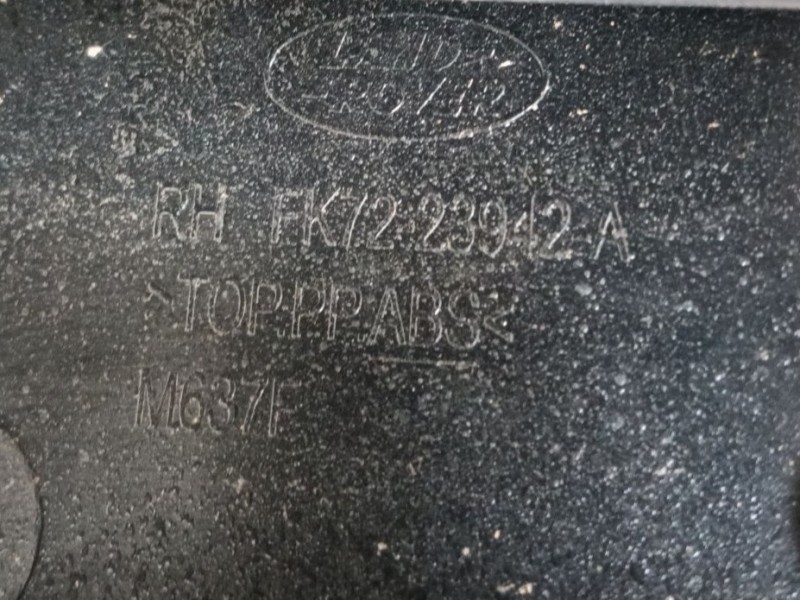 LAND
ROVER
RH FK72-23942-A
>TOP.PP.ABS<
M637F